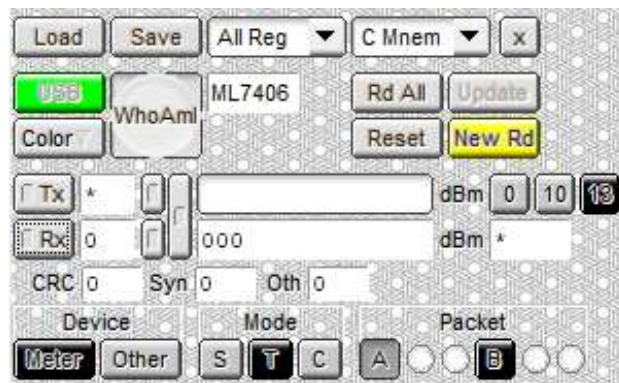 Load Save All Reg C Mnem x
USB WhoAmI ML7406 Rd All Update
Color Reset New Rd
Tx * dBm 0 10 13
Rx 0 000 dBm *
CRC 0 Syn 0 Oth 0
Device Mode Packet
Meter Other S T C A B